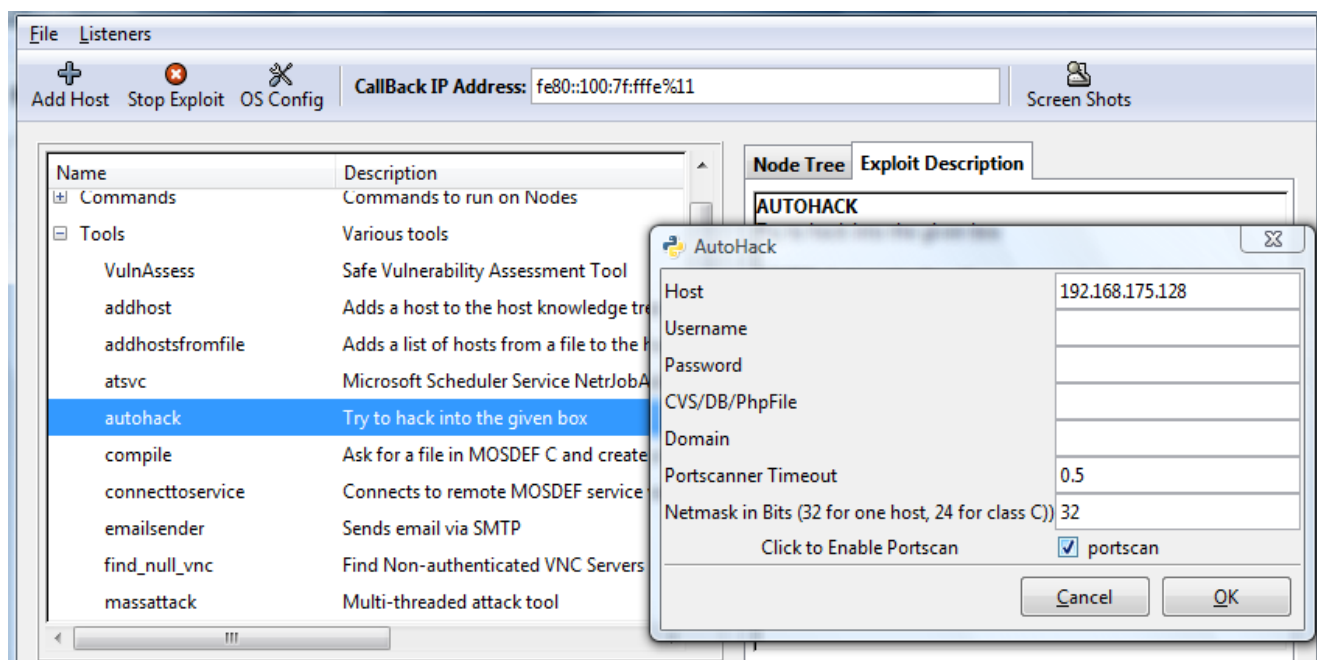 File Listeners
Add Host Stop Exploit OS Config CallBack IP Address: fe80::100:7f:fffe%11 Screen Shots
Name Description
Commands Commands to run on Nodes
Tools Various tools
VulnAssess Safe Vulnerability Assessment Tool
addhost Adds a host to the host knowledge tre
addhostsfromfile Adds a list of hosts from a file to the h
atsvc Microsoft Scheduler Service NetrJobA
autohack Try to hack into the given box
compile Ask for a file in MOSDEF C and create
connecttoservice Connects to remote MOSDEF service
emailsender Sends email via SMTP
find_null_vnc Find Non-authenticated VNC Servers
massattack Multi-threaded attack tool
Node Tree Exploit Description
AUTOHACK
AutoHack
Host 192.168.175.128
Username
Password
CVS/DB/PhpFile
Domain
Portscanner Timeout 0.5
Netmask in Bits (32 for one host, 24 for class C)) 32
Click to Enable Portscan portscan
Cancel OK